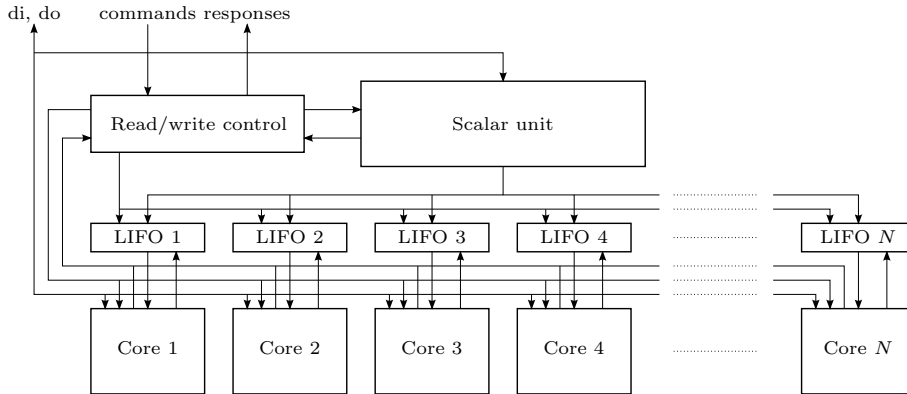 di, do commands responses
Read/write control Scalar unit
LIFO 1 LIFO 2 LIFO 3 LIFO 4 LIFO N
Core 1 Core 2 Core 3 Core 4 Core N